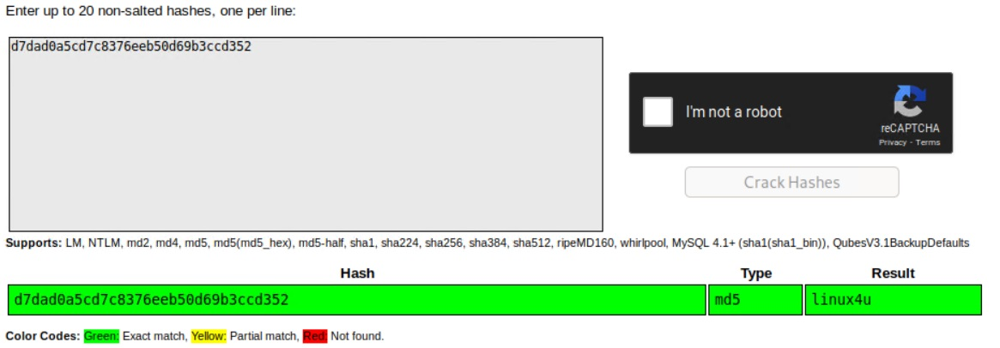 Enter up to 20 non-salted hashes, one per line:
d7dad0a5cd7c8376eeb50d69b3ccd352
I'm not a robot
reCAPTCHA
Privacy - Terms
Crack Hashes
Supports: LM, NTLM, md2, md4, md5, md5(md5_hex), md5-half, sha1, sha224, sha256, sha384, sha512, ripeMD160, whirlpool, MySQL 4.1+ (sha1(sha1_bin)), QubesV3.1BackupDefaults
Hash Type Result
d7dad0a5cd7c8376eeb50d69b3ccd352 md5 linux4u
Color Codes: Green: Exact match, Yellow: Partial match, Red: Not found.